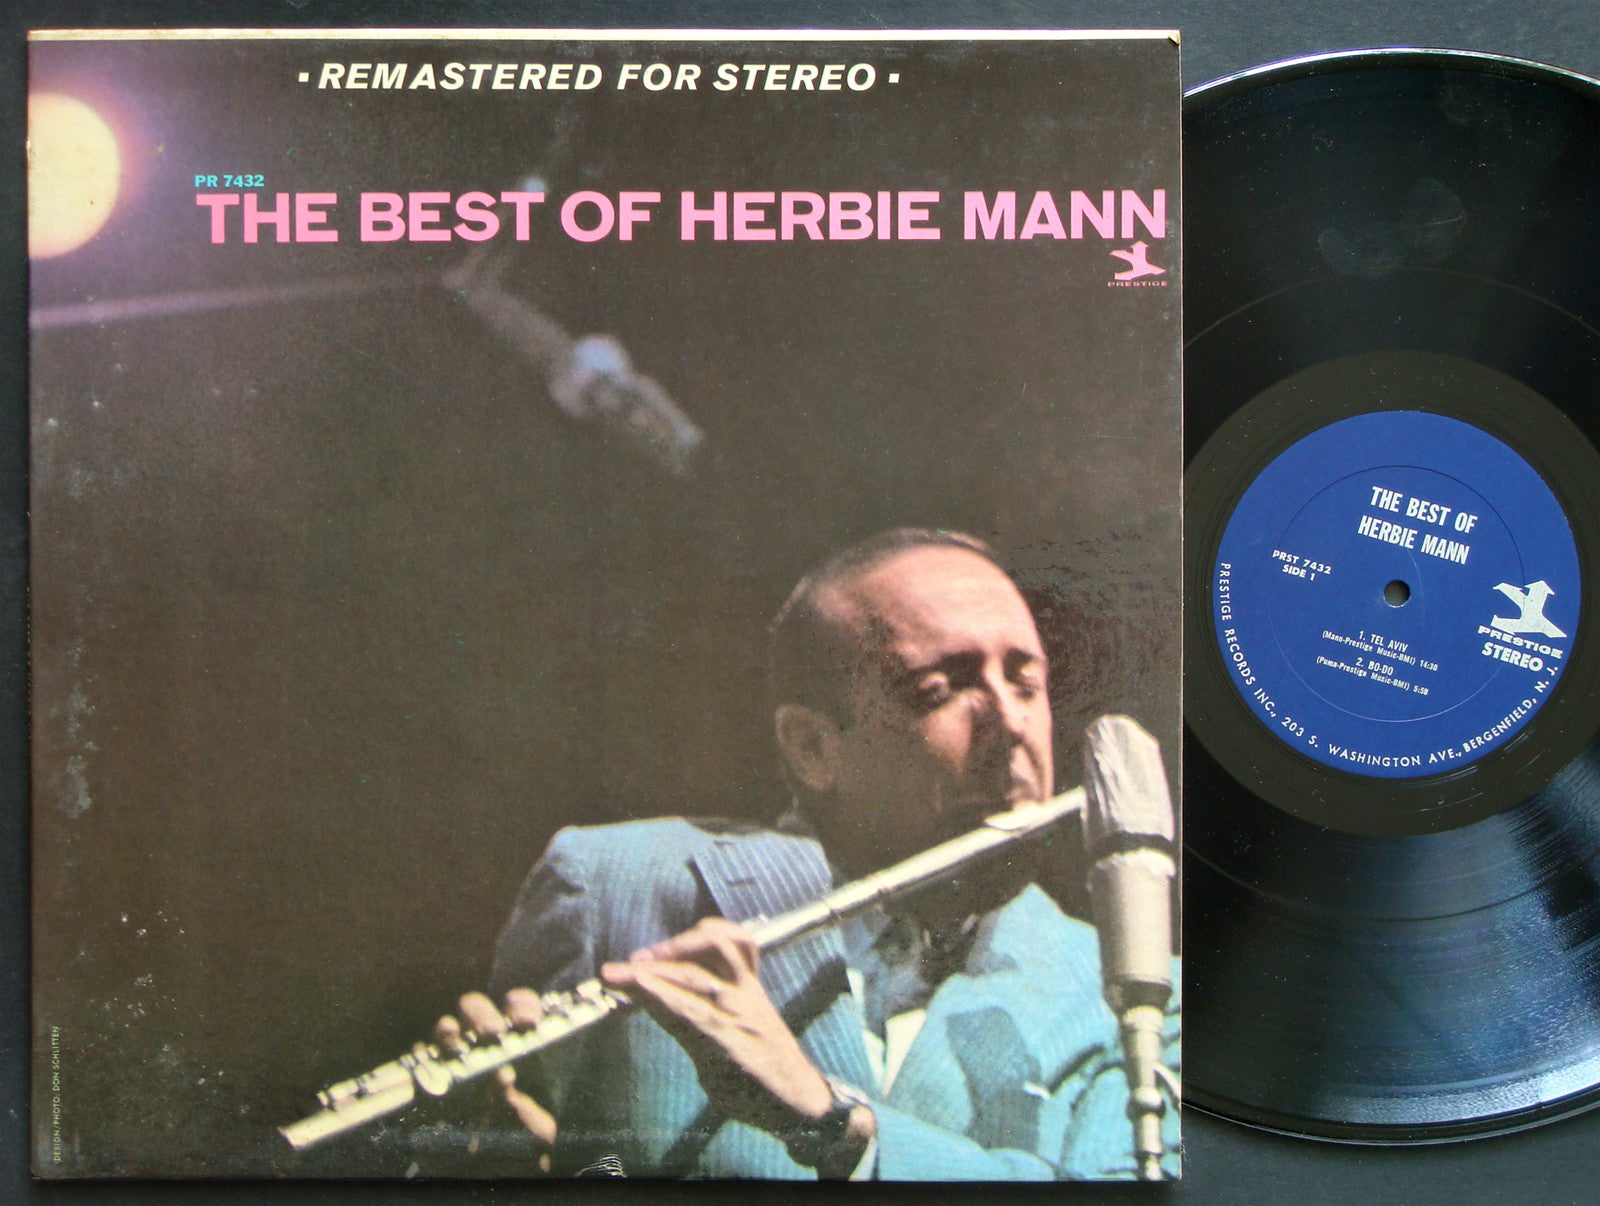 ▪ REMASTERED FOR STEREO ▪
PR 7432
THE BEST OF HERBIE MANN
PRESTIGE
DESIGN/PHOTO: DON SCHLITTEN
THE BEST OF
HERBIE MANN
PRST 7432
SIDE 1
PRESTIGE
STEREO
1. TEL AVIV
(Mann-Prestige Music-BMI) 14:30
2. BO-DO
(Puma-Prestige Music-BMI) 5:58
PRESTIGE RECORDS INC., 203 S. WASHINGTON AVE., BERGENFIELD, N. J.